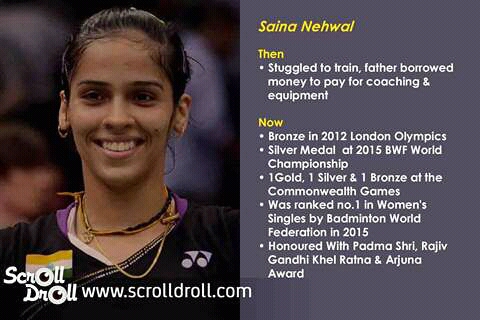 Saina Nehwal
Then
• Stuggled to train, father borrowed
money to pay for coaching &
equipment
Now
• Bronze in 2012 London Olympics
• Silver Medal at 2015 BWF World
Championship
• 1Gold, 1 Silver & 1 Bronze at the
Commonwealth Games
• Was ranked no.1 in Women's
Singles by Badminton World
Federation in 2015
• Honoured With Padma Shri, Rajiv
Gandhi Khel Ratna & Arjuna
Award
YONEX
Scroll
Droll
www.scrolldroll.com